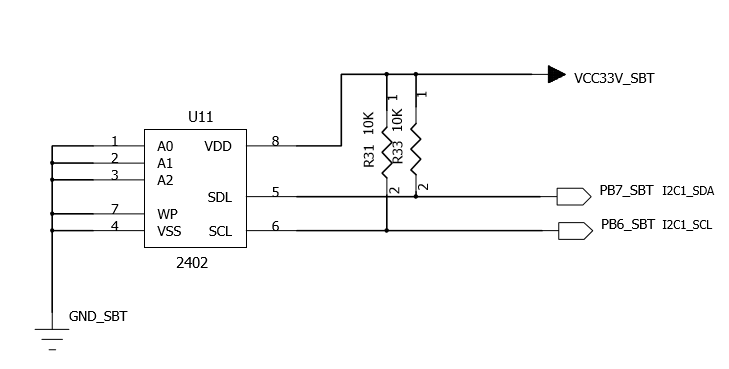 VCC33V_SBT
U11
R31 10K
1
R33 10K
1
1 A0 VDD 8
2 A1
3 A2
2
2
SDL 5
PB7_SBT I2C1_SDA
7 WP
4 VSS SCL 6
PB6_SBT I2C1_SCL
2402
GND_SBT